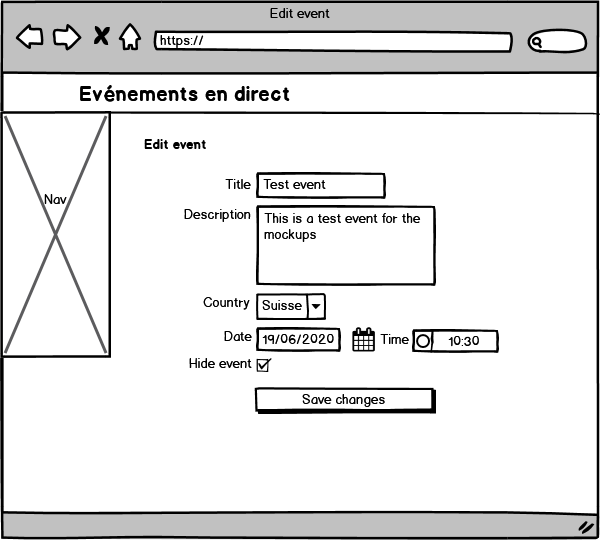 Edit event
https://
Evénements en direct
Nav
Edit event
Title Test event
Description This is a test event for the
mockups
Country Suisse
Date 19/06/2020 Time 10:30
Hide event
Save changes